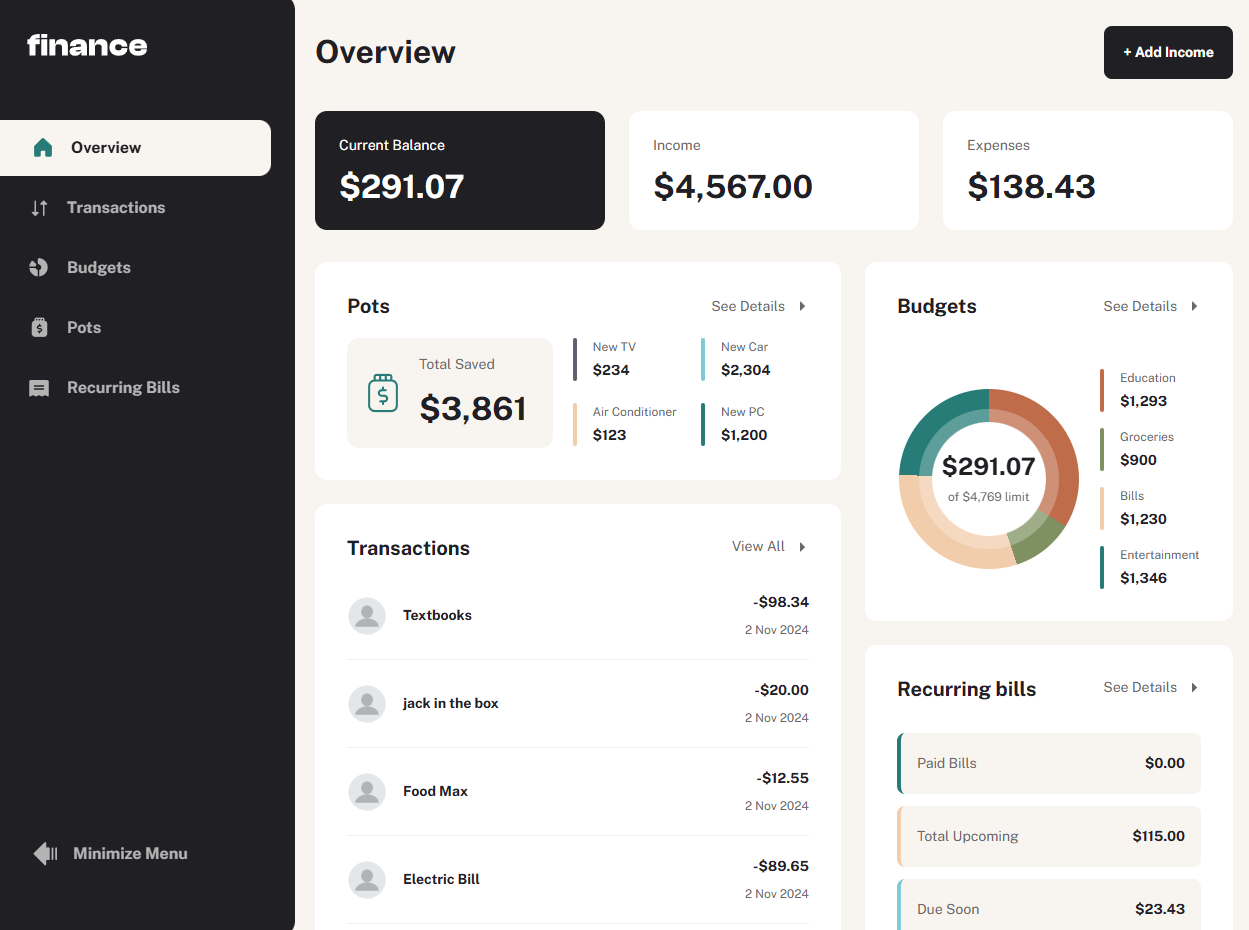 finance
Overview
Transactions
Budgets
Pots
Recurring Bills
Minimize Menu
Overview
+ Add Income
Current Balance
$291.07
Income
$4,567.00
Expenses
$138.43
Pots
See Details
Total Saved
$3,861
New TV
$234
New Car
$2,304
Air Conditioner
$123
New PC
$1,200
Transactions
View All
Textbooks
-$98.34
2 Nov 2024
jack in the box
-$20.00
2 Nov 2024
Food Max
-$12.55
2 Nov 2024
Electric Bill
-$89.65
2 Nov 2024
Budgets
See Details
$291.07
of $4,769 limit
Education
$1,293
Groceries
$900
Bills
$1,230
Entertainment
$1,346
Recurring bills
See Details
Paid Bills
$0.00
Total Upcoming
$115.00
Due Soon
$23.43